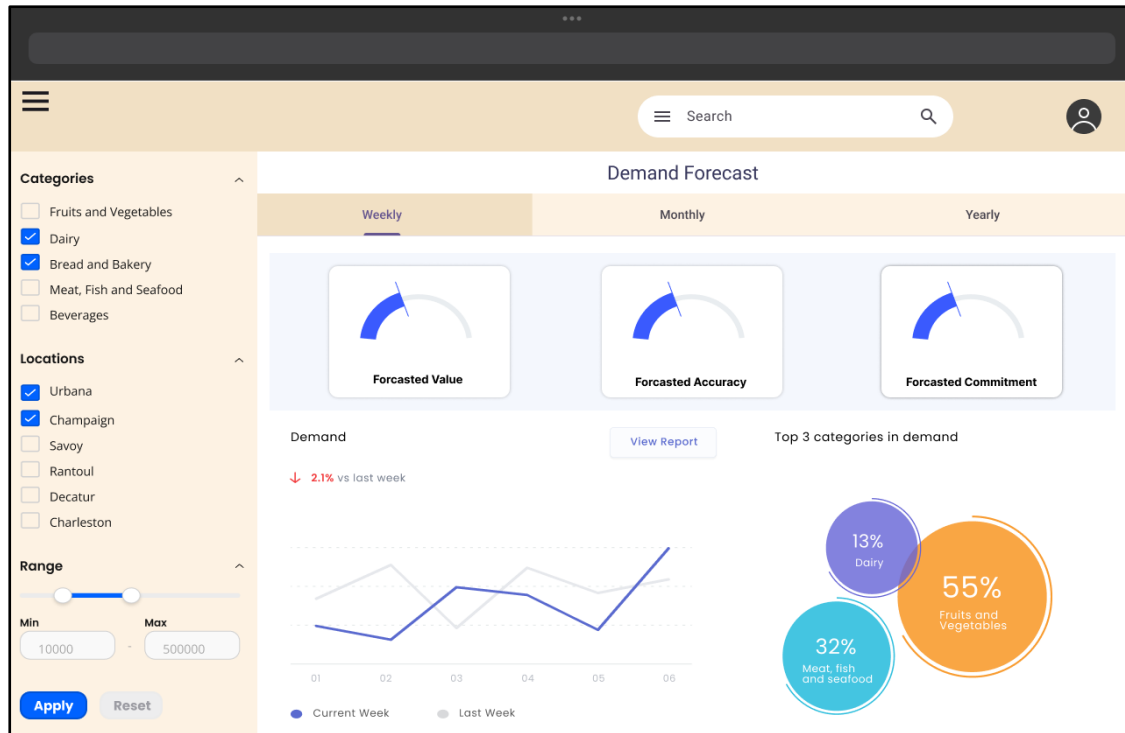 Search
Categories
Fruits and Vegetables
Dairy
Bread and Bakery
Meat, Fish and Seafood
Beverages
Locations
Urbana
Champaign
Savoy
Rantoul
Decatur
Charleston
Range
Min Max
10000 - 500000
Apply Reset
Demand Forecast
Weekly Monthly Yearly
Forcasted Value Forcasted Accuracy Forcasted Commitment
Demand
View Report
2.1% vs last week
01 02 03 04 05 06
Current Week Last Week
Top 3 categories in demand
13%
Dairy
55%
Fruits and
Vegetables
32%
Meat, fish
and seafood